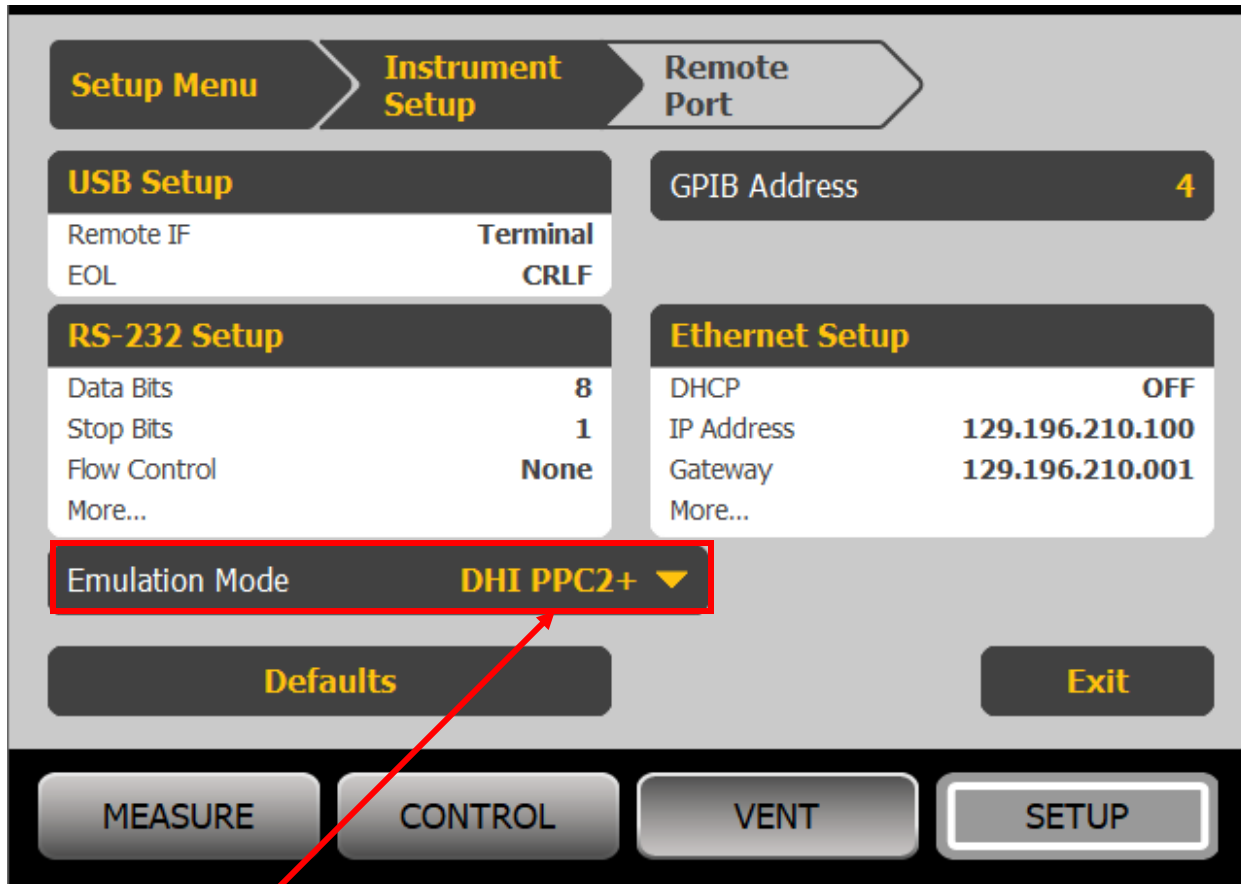 Setup Menu
Instrument
Setup
Remote
Port
USB Setup
Remote IF Terminal
EOL CRLF
GPIB Address 4
RS-232 Setup
Data Bits 8
Stop Bits 1
Flow Control None
More...
Ethernet Setup
DHCP OFF
IP Address 129.196.210.100
Gateway 129.196.210.001
More...
Emulation Mode DHI PPC2+
Defaults
Exit
MEASURE
CONTROL
VENT
SETUP